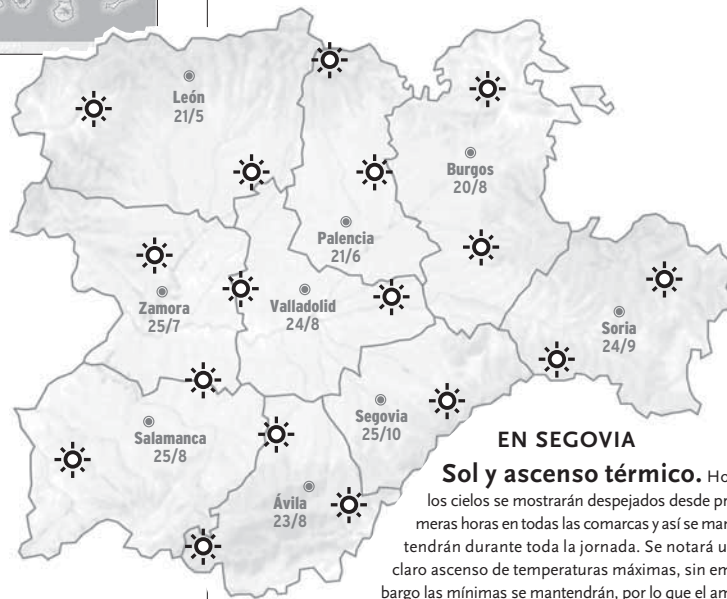 León
21/5
Burgos
20/8
Palencia
21/6
Zamora
25/7
Valladolid
24/8
Soria
24/9
Segovia
25/10
Salamanca
25/8
Ávila
23/8
EN SEGOVIA
Sol y ascenso térmico.
los cielos se mostrarán despejados desde
meras horas en todas las comarcas y así se
tendrán durante toda la jornada. Se notará
claro ascenso de temperaturas máximas, sin em-
bargo las mínimas se mantendrán, por lo que el